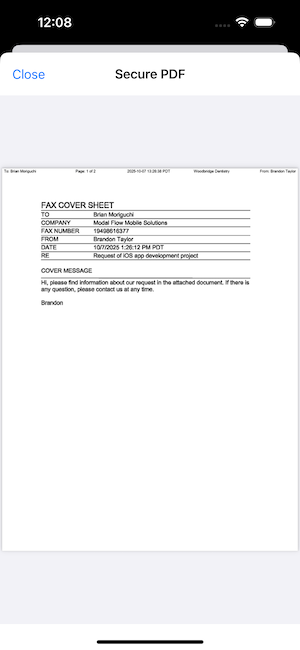 12:08
Close
Secure PDF
To: Brian Moriguchi Page: 1 of 2 2025-10-07 13:26:38 PDT Woodbridge Dentistry From: Brandon Taylor
FAX COVER SHEET
TO Brian Moriguchi
COMPANY Modal Flow Mobile Solutions
FAX NUMBER 19498616377
FROM Brandon Taylor
DATE 10/7/2025 1:26:12 PM PDT
RE Request of iOS app development project
COVER MESSAGE
Hi, please find information about our request in the attached document. If there is
any question, please contact us at any time.
Brandon